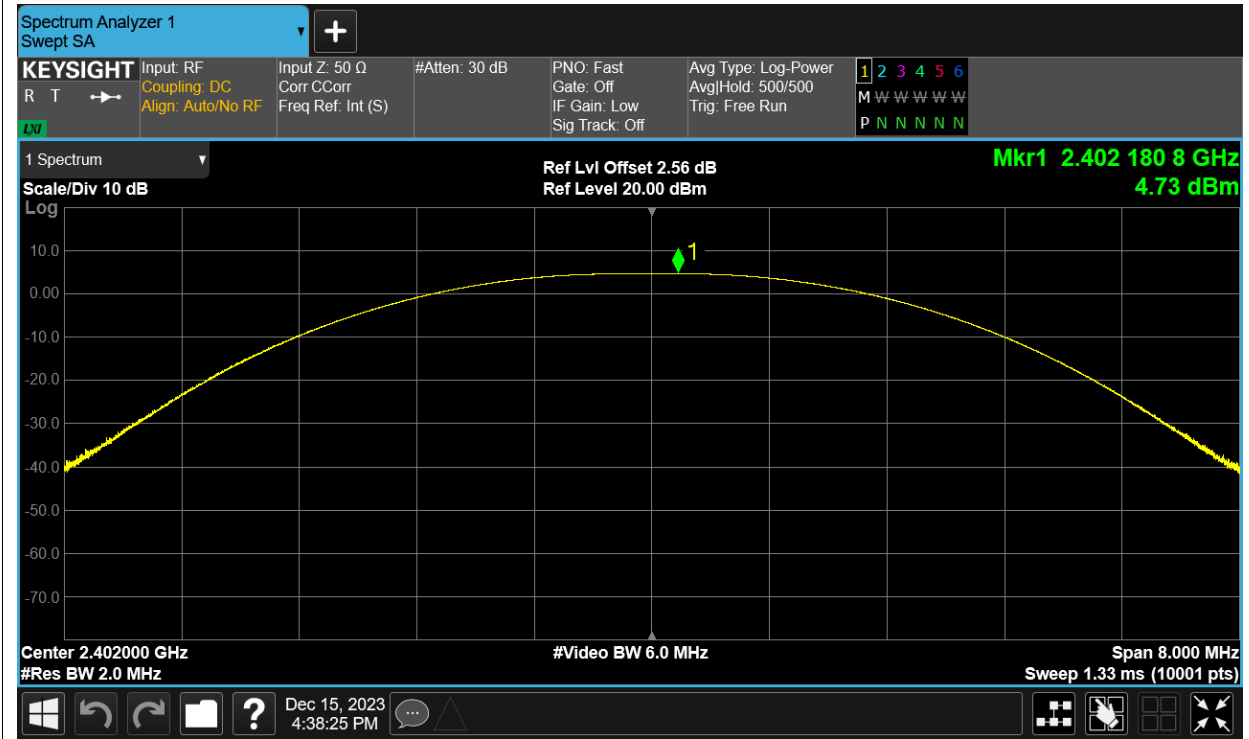 Spectrum Analyzer 1
Swept SA
KEYSIGHT
R T
LXI
Input: RF
Coupling: DC
Align: Auto/No RF
Input Z: 50 Ω
Corr CCorr
Freq Ref: Int (S)
#Atten: 30 dB
PNO: Fast
Gate: Off
IF Gain: Low
Sig Track: Off
Avg Type: Log-Power
Avg|Hold: 500/500
Trig: Free Run
1 2 3 4 5 6
M W W W W W
P N N N N N
1 Spectrum
Scale/Div 10 dB
Log
Ref Lvl Offset 2.56 dB
Ref Level 20.00 dBm
Mkr1 2.402 180 8 GHz
4.73 dBm
1
10.0
0.00
-10.0
-20.0
-30.0
-40.0
-50.0
-60.0
-70.0
Center 2.402000 GHz
#Res BW 2.0 MHz
#Video BW 6.0 MHz
Span 8.000 MHz
Sweep 1.33 ms (10001 pts)
?
Dec 15, 2023
4:38:25 PM